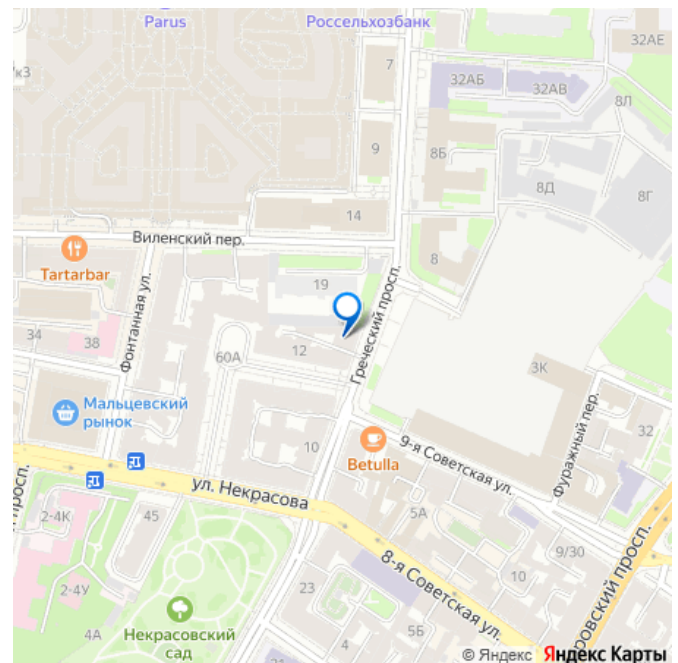 Parus
Россельхозбанк
32АЕ
7
32АБ
32АВ
8Л
9
8Б
8Д
8Г
14
Виленский пер.
Tartarbar
Фонтанная ул.
19
8
Греческий просп.
34
38
60А
12
3К
Мальцевский
рынок
Фуражный пер.
32
10
Betulla
9-я Советская ул.
ул. Некрасова
2-4К
45
5А
9/30
8-я Советская ул.
10
2-4У
23
Некрасовский
сад
4А
4
5Б
© Яндекс Яндекс Карты